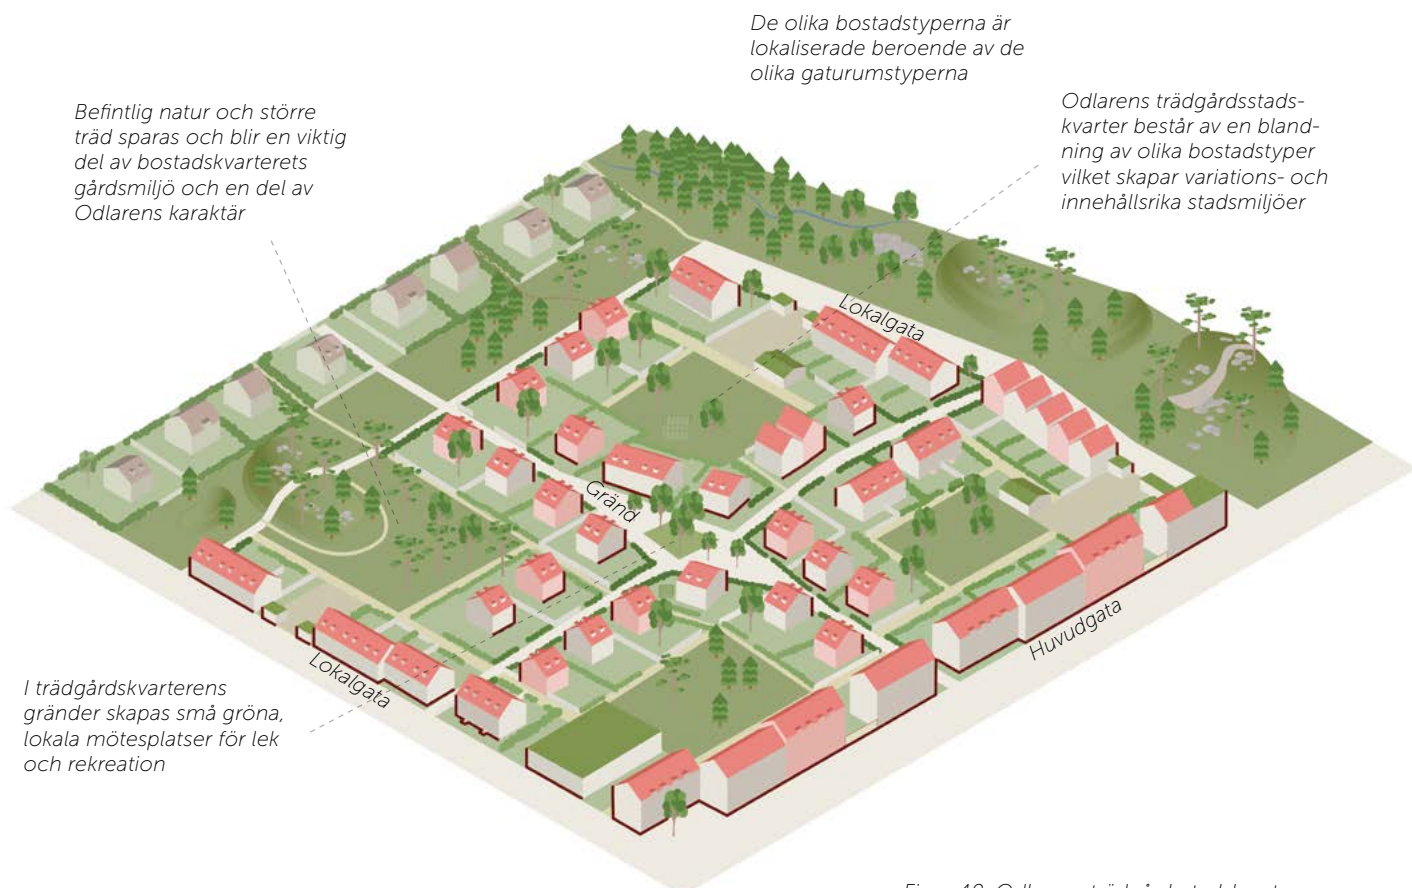 De olika bostadstyperna är
lokaliserade beroende av de
olika gaturumstyperna
Befintlig natur och större
träd sparas och blir en viktig
del av bostadskvarterets
gårdsmiljö och en del av
Odlarens karaktär
Odlarens trädgårdsstads-
kvarter består av en bland-
ning av olika bostadstyper
vilket skapar variations- och
innehållsrika stadsmiljöer
Lokalgata
Gränd
Huvudgata
Lokalgata
I trädgårdskvarterens
gränder skapas små gröna,
lokala mötesplatser för lek
och rekreation